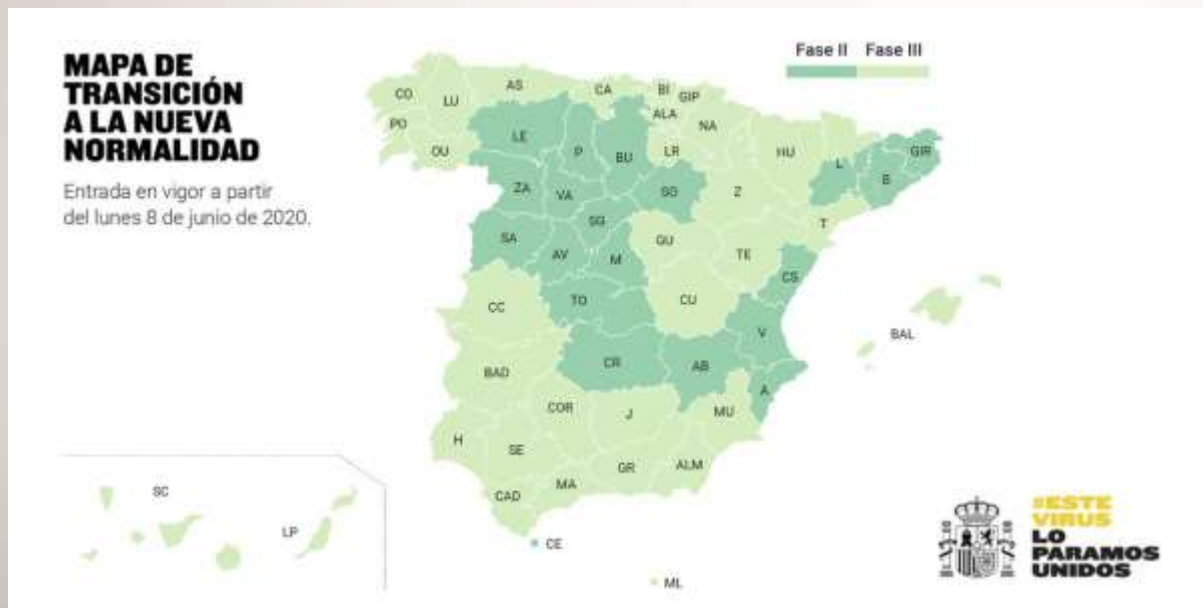 MAPA DE
TRANSICIÓN
A LA NUEVA
NORMALIDAD
Entrada en vigor a partir
del lunes 8 de junio de 2020.
Fase II Fase III
CO
LU
AS
CA
BI
GIP
PO
OU
ALA
NA
LE
P
BU
LR
HU
L
B
GIR
ZA
VA
SO
Z
SG
T
SA
AV
M
GU
TE
CS
TO
CU
CC
V
BAL
CR
AB
BAD
A
COR
J
MU
H
SE
GR
ALM
CAD
MA
SC
LP
CE
ML
#ESTE
VIRUS
LO
PARAMOS
UNIDOS